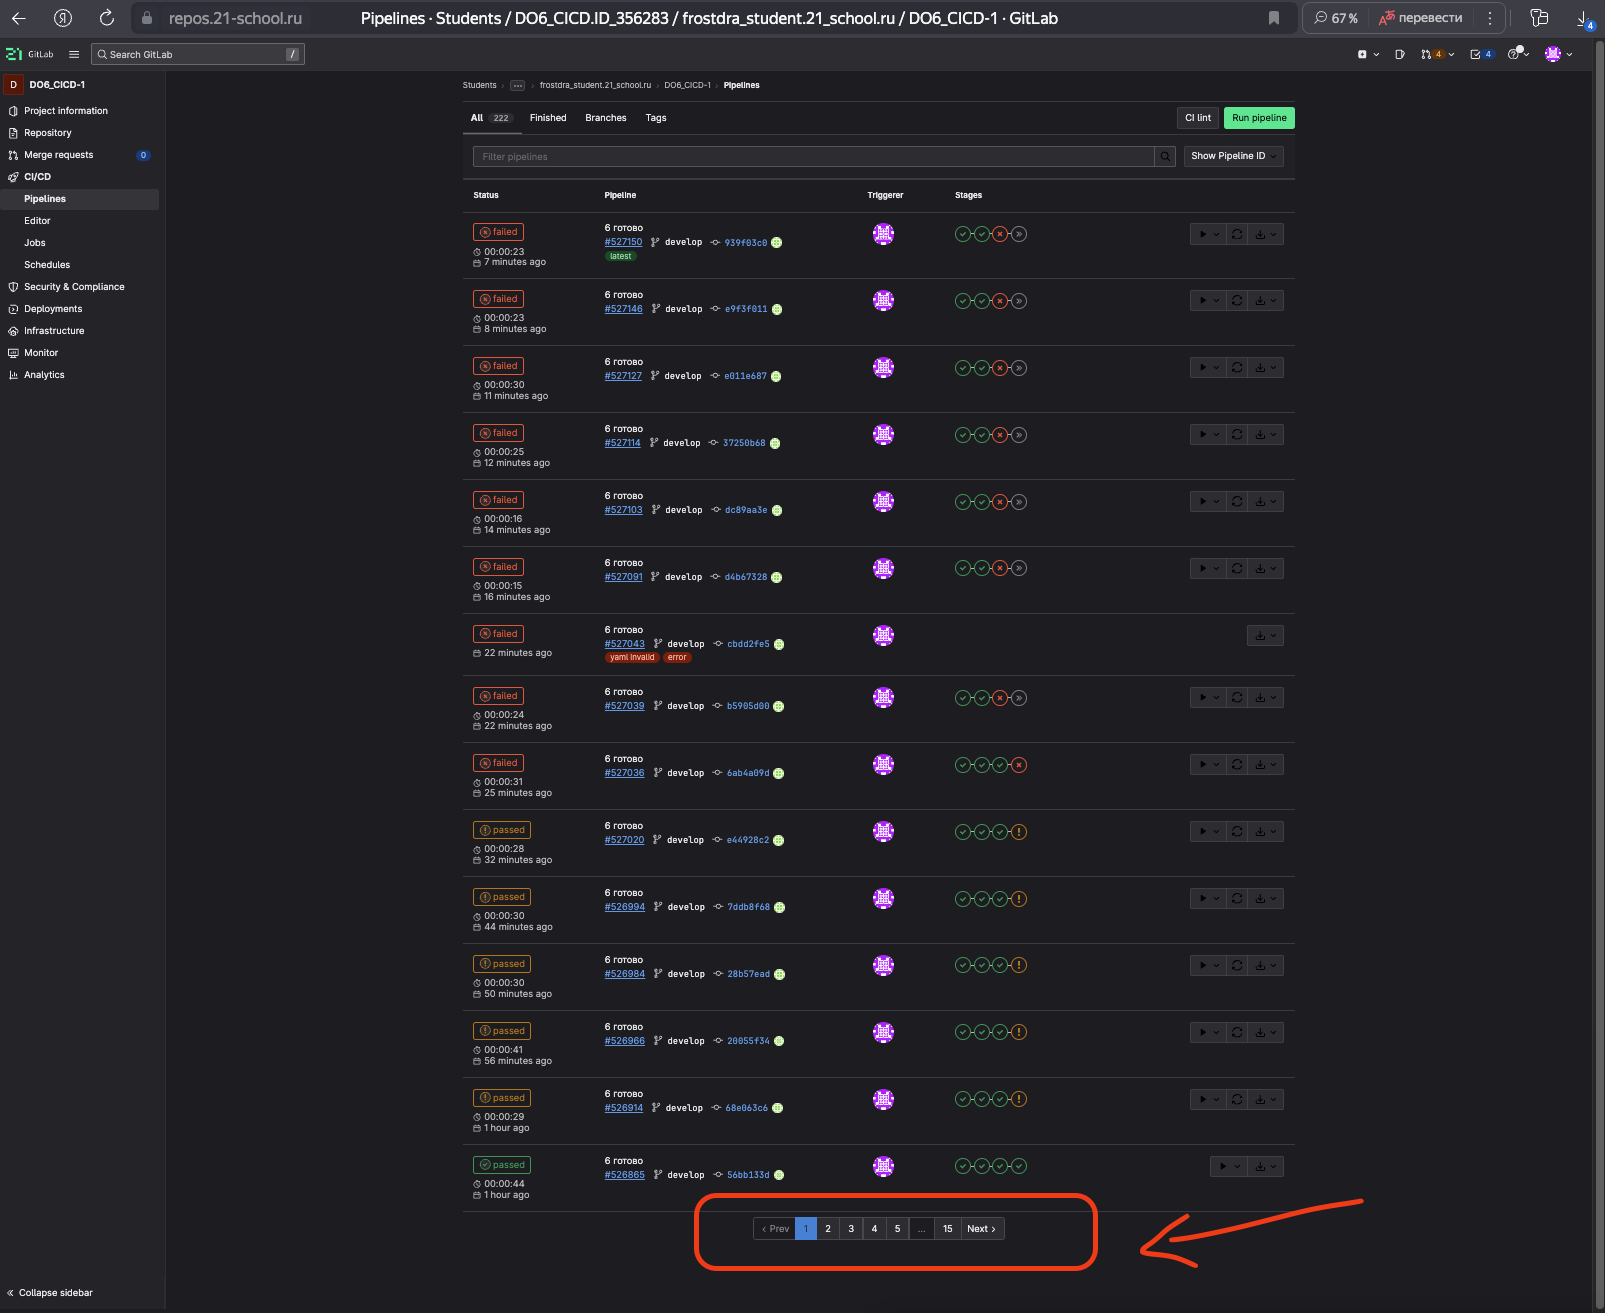 repos.21-school.ru
Pipelines · Students / DO6_CICD.ID_356283 / frostdra_student.21_school.ru / DO6_CICD-1 · GitLab
67 %
перевести
4
GitLab
Search GitLab
/
4
4
D
DO6_CICD-1
Project information
Repository
Merge requests
0
CI/CD
Pipelines
Editor
Jobs
Schedules
Security & Compliance
Deployments
Infrastructure
Monitor
Analytics
Students › ... › frostdra_student.21_school.ru › DO6_CICD-1 › Pipelines
All 222 Finished Branches Tags
CI lint
Run pipeline
Filter pipelines
Show Pipeline ID
Status Pipeline Triggerer Stages
failed
00:00:23
7 minutes ago
6 готово
#527150 develop 939f03c0
latest
failed
00:00:23
8 minutes ago
6 готово
#527146 develop e9f3f011
failed
00:00:30
11 minutes ago
6 готово
#527127 develop e011e687
failed
00:00:25
12 minutes ago
6 готово
#527114 develop 37250b68
failed
00:00:16
14 minutes ago
6 готово
#527103 develop dc89aa3e
failed
00:00:15
16 minutes ago
6 готово
#527091 develop d4b67328
failed
22 minutes ago
6 готово
#527043 develop cbdd2fe5
yaml invalid error
failed
00:00:24
22 minutes ago
6 готово
#527039 develop b5905d00
failed
00:00:31
25 minutes ago
6 готово
#527036 develop 6ab4a09d
passed
00:00:28
32 minutes ago
6 готово
#527020 develop e44928c2
passed
00:00:30
44 minutes ago
6 готово
#526994 develop 7ddb8f68
passed
00:00:30
50 minutes ago
6 готово
#526984 develop 28b57ead
passed
00:00:41
56 minutes ago
6 готово
#526966 develop 20055f34
passed
00:00:29
1 hour ago
6 готово
#526914 develop 68e063c6
passed
00:00:44
1 hour ago
6 готово
#526865 develop 56bb133d
‹ Prev 1 2 3 4 5 ... 15 Next ›
« Collapse sidebar